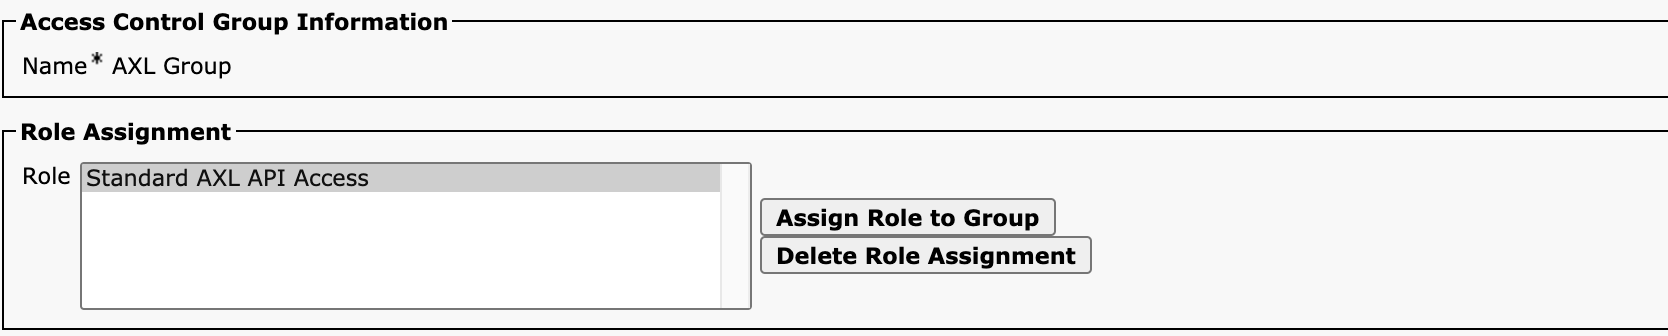 Access Control Group Information
Name* AXL Group
Role Assignment
Role Standard AXL API Access
Assign Role to Group
Delete Role Assignment